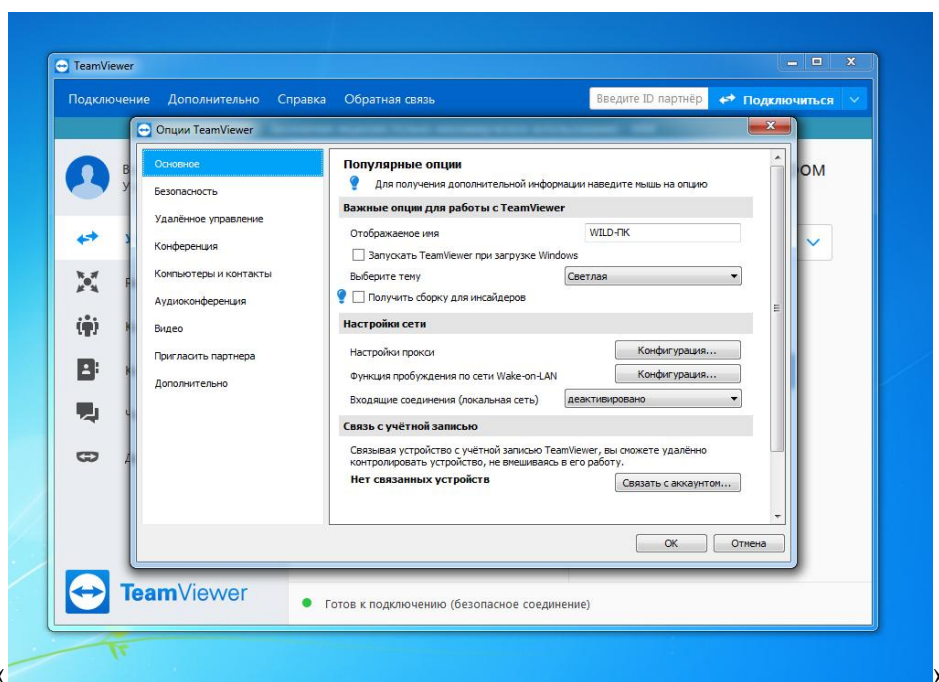 TeamViewer
Подключение Дополнительно Справка Обратная связь Введите ID партнёр Подключиться
Опции TeamViewer
Основное
Безопасность
Удалённое управление
Конференция
Компьютеры и контакты
Аудиоконференция
Видео
Пригласить партнера
Дополнительно
Популярные опции
Для получения дополнительной информации наведите мышь на опцию
Важные опции для работы с TeamViewer
Отображаемое имя WILD-ПК
Запускать TeamViewer при загрузке Windows
Выберите тему Светлая
Получить сборку для инсайдеров
Настройки сети
Настройки прокси Конфигурация...
Функция пробуждения по сети Wake-on-LAN Конфигурация...
Входящие соединения (локальная сеть) деактивировано
Связь с учётной записью
Связывая устройство с учётной записью TeamViewer, вы сможете удалённо
контролировать устройство, не вмешиваясь в его работу.
Нет связанных устройств Связать с аккаунтом...
OK Отмена
ОМ
TeamViewer
Готов к подключению (безопасное соединение)
( )